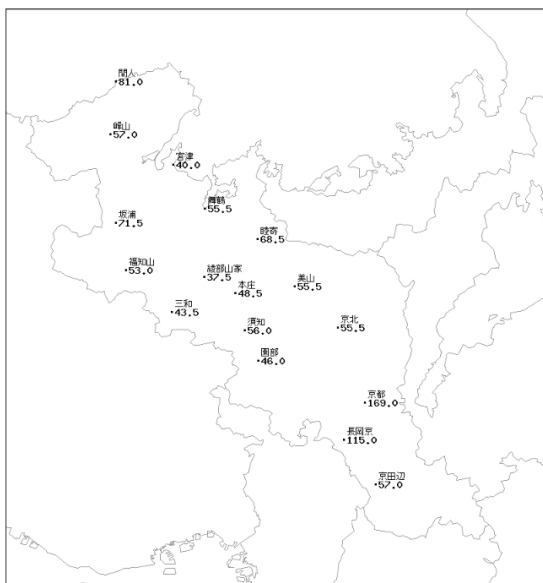 間人
81.0
峰山
57.0
宮津
40.0
舞鶴
55.5
坂浦
71.5
睦寄
68.5
福知山
53.0
綾部山家
37.5
本庄
48.5
美山
55.5
三和
43.5
須知
56.0
京北
55.5
園部
46.0
京都
169.0
長岡京
115.0
京田辺
57.0